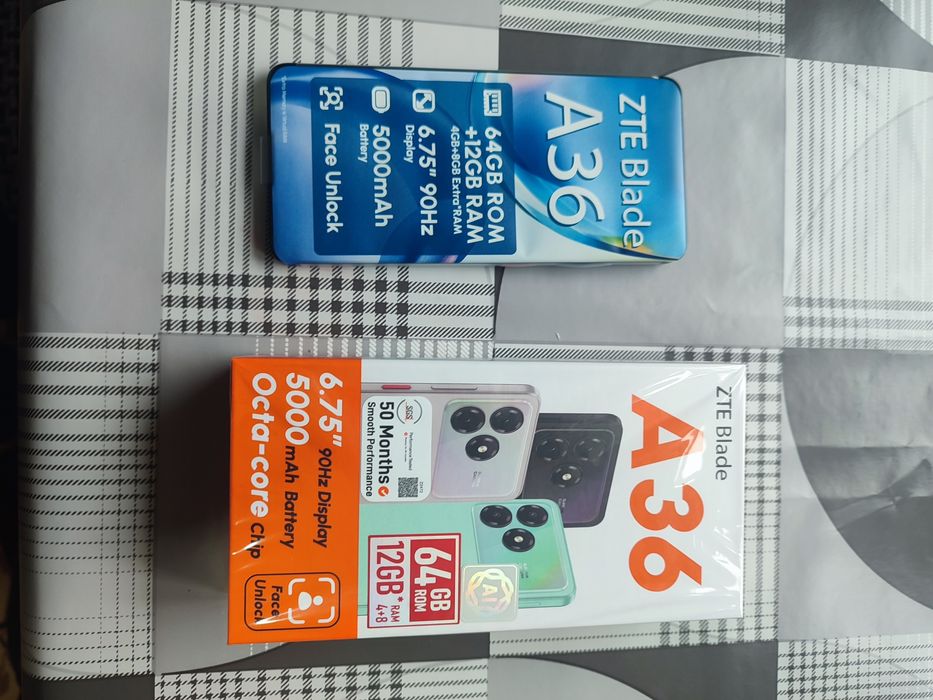 ZTE Blade
A36
64GB ROM
+12GB RAM
4GB+8GB Extra*RAM
6.75" 90Hz
Display
5000mAh
Battery
Face Unlock
ZTE Blade
A36
64GB
ROM
12GB*
RAM
4+8
AI
SGS
50 Months
Smooth Performance
6.75" 90Hz Display
5000 mAh Battery
Octa-core Chip
Face
Unlock